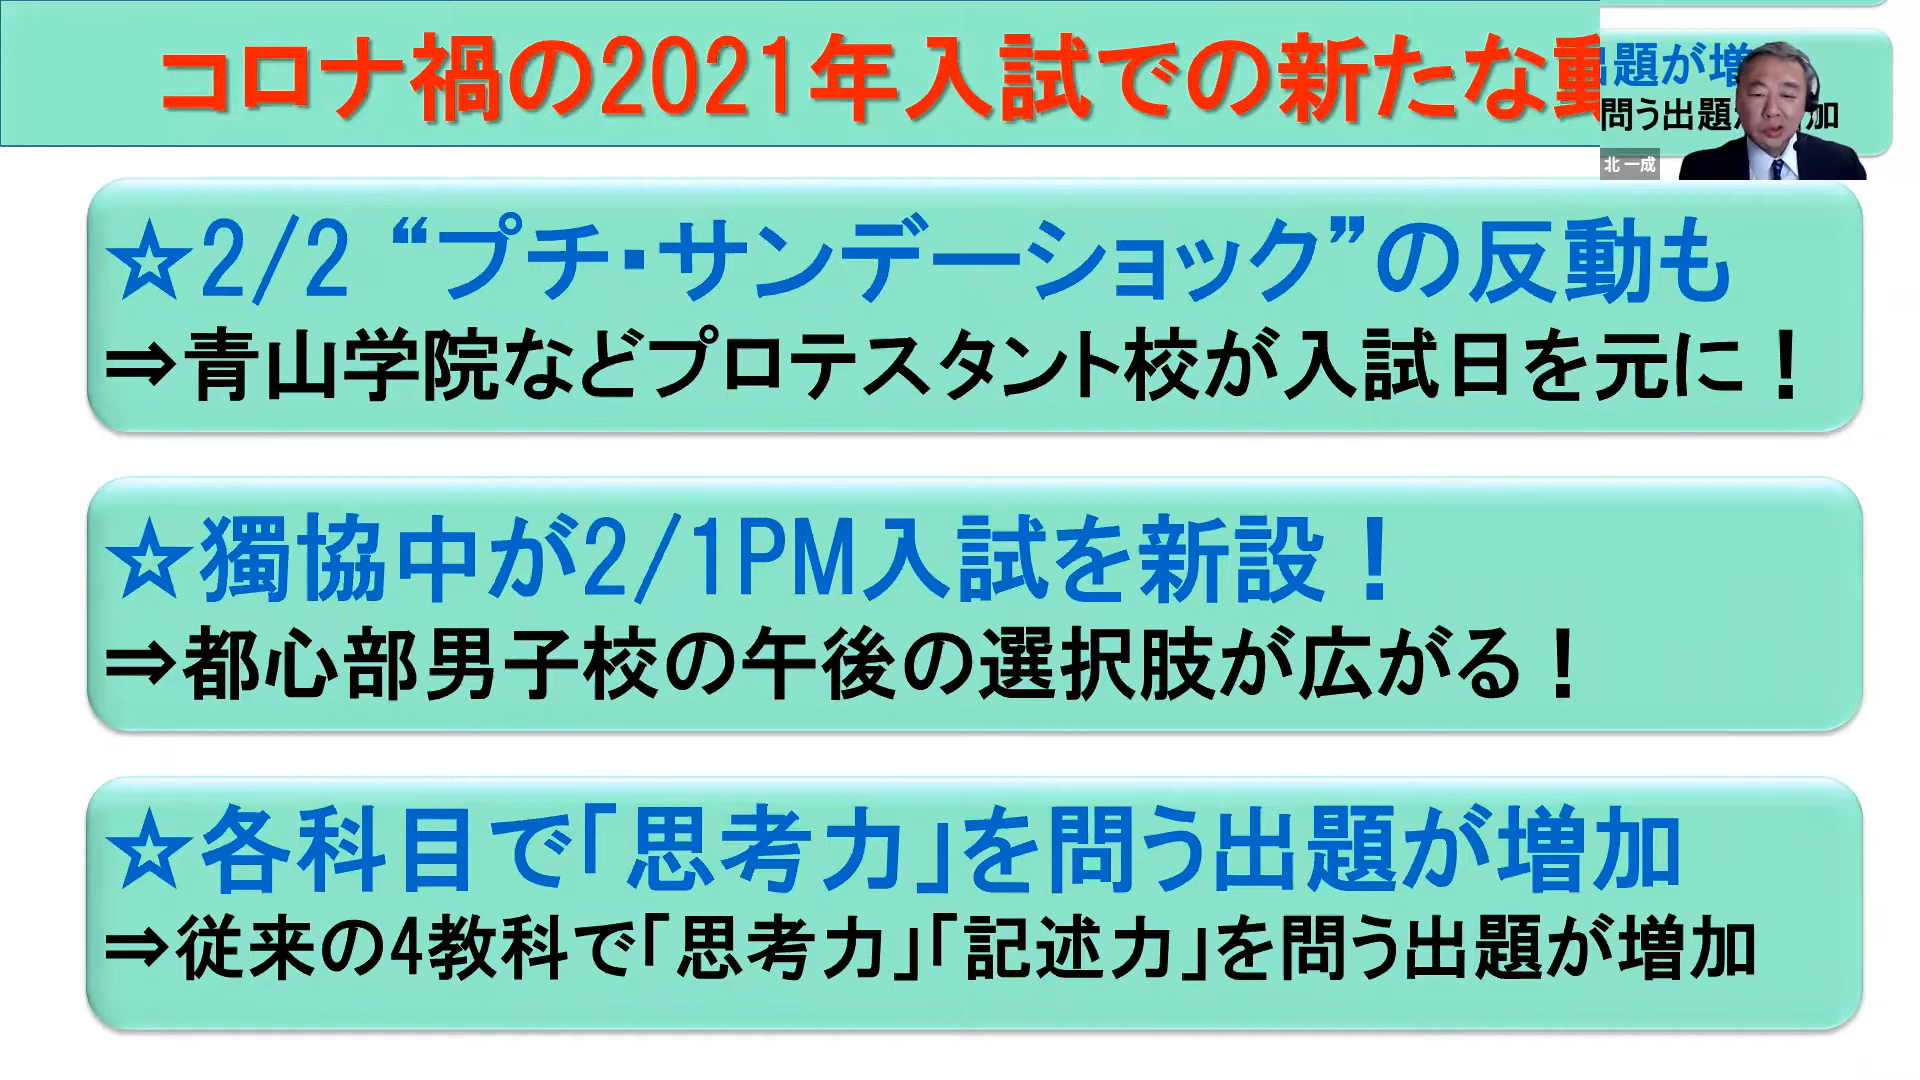 コロナ禍の2021年入試での新たな動
出題が増
問う出題が増加
北 一成
☆2/2 “プチ・サンデーショック”の反動も
⇒青山学院などプロテスタント校が入試日を元に！
☆獨協中が2/1PM入試を新設！
⇒都心部男子校の午後の選択肢が広がる！
☆各科目で「思考力」を問う出題が増加
⇒従来の4教科で「思考力」「記述力」を問う出題が増加